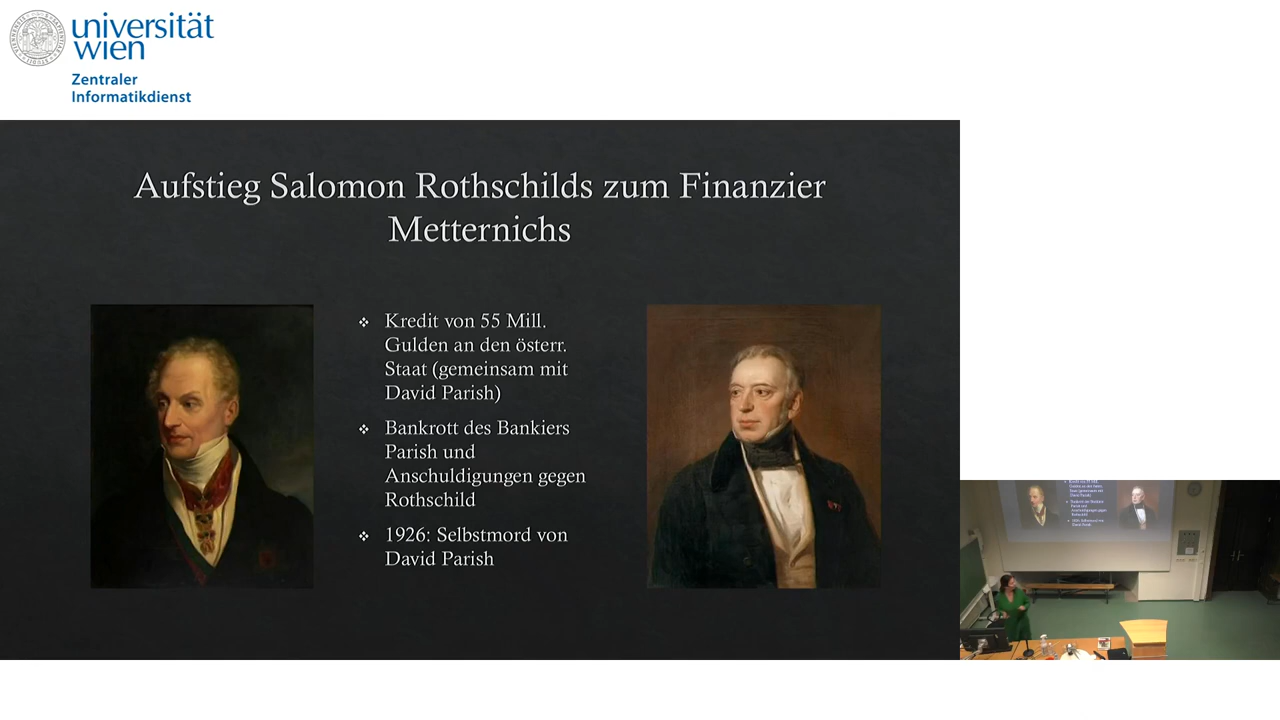 universität
wien
Zentraler
Informatikdienst
Aufstieg Salomon Rothschilds zum Finanzier
Metternichs
❖ Kredit von 55 Mill.
Gulden an den österr.
Staat (gemeinsam mit
David Parish)
❖ Bankrott des Bankiers
Parish und
Anschuldigungen gegen
Rothschild
❖ 1926: Selbstmord von
David Parish